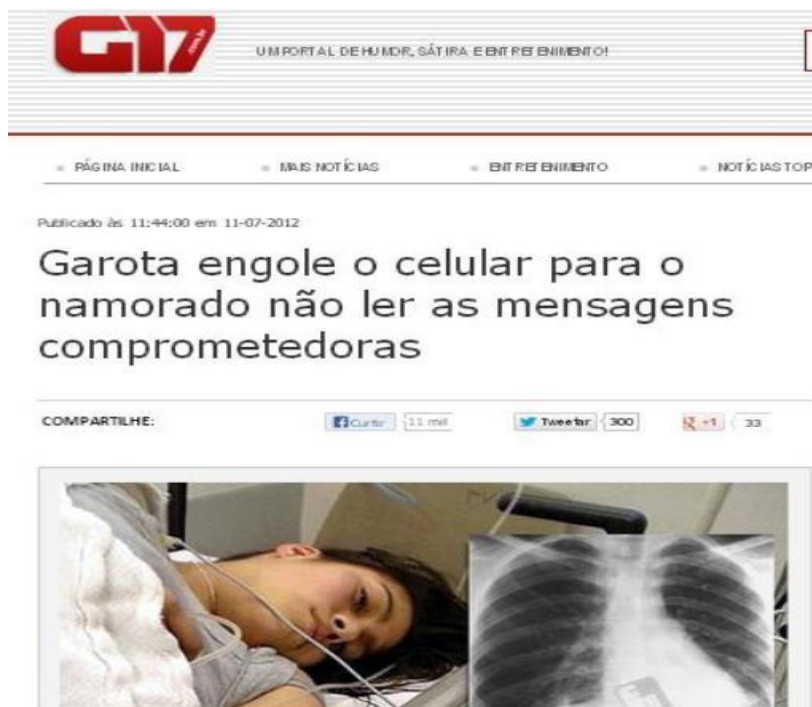 G17
.com.br
UM PORTAL DE HUMOR, SÁTIRA E ENTRETENIMENTO!
PÁGINA INICIAL
MAIS NOTÍCIAS
ENTRETENIMENTO
NOTÍCIAS TOP
Publicado às 11:44:00 em 11-07-2012
Garota engole o celular para o
namorado não ler as mensagens
comprometedoras
COMPARTILHE:
Curtir
11 mil
Tweetar
300
+1
33